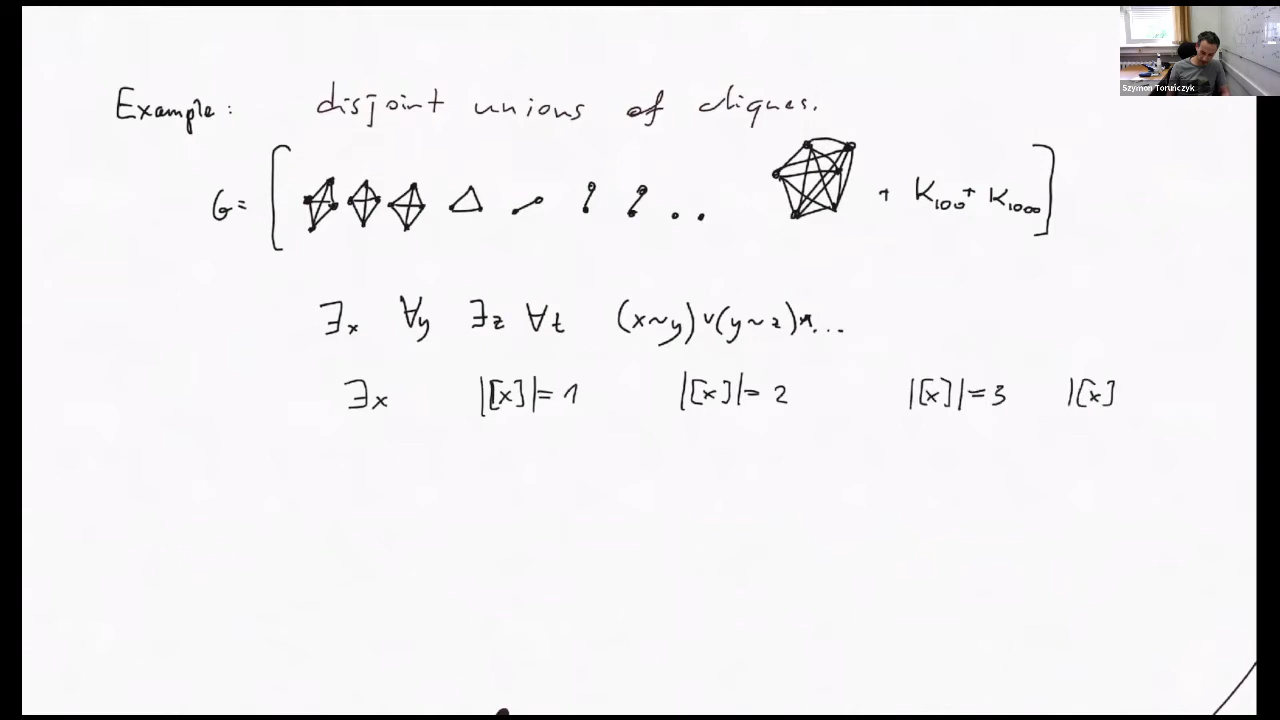 Szymon Toruńczyk
Example: disjoint unions of cliques.
G = [ + K₁₀₀ + K₁₀₀₀ ]
∃x ∀y ∃z ∀t (x~y) ∨ (y~z) ∧ ...
∃x |[x]| = 1 |[x]| = 2 |[x]| = 3 |[x]